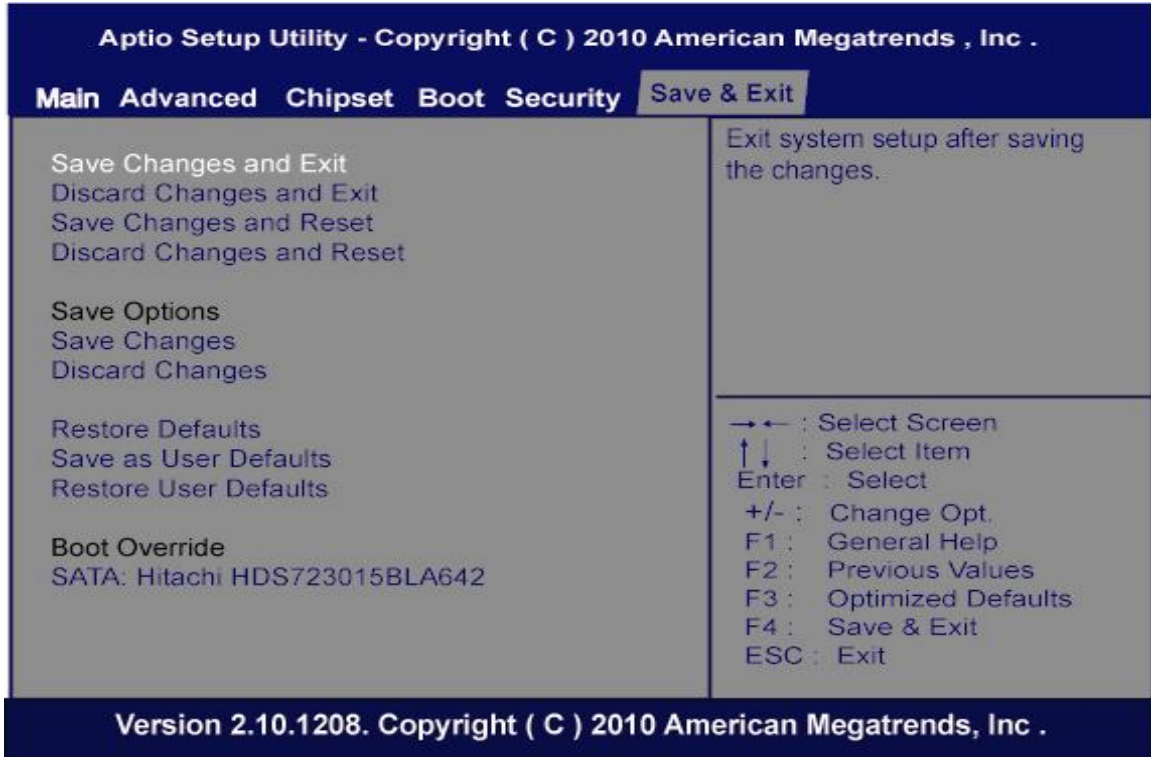 Aptio Setup Utility - Copyright ( C ) 2010 American Megatrends , Inc .
Main Advanced Chipset Boot Security Save & Exit
Save Changes and Exit
Discard Changes and Exit
Save Changes and Reset
Discard Changes and Reset
Save Options
Save Changes
Discard Changes
Restore Defaults
Save as User Defaults
Restore User Defaults
Boot Override
SATA: Hitachi HDS723015BLA642
Exit system setup after saving
the changes.
→← : Select Screen
↑↓ : Select Item
Enter : Select
+/- : Change Opt.
F1 : General Help
F2 : Previous Values
F3 : Optimized Defaults
F4 : Save & Exit
ESC : Exit
Version 2.10.1208. Copyright ( C ) 2010 American Megatrends, Inc .